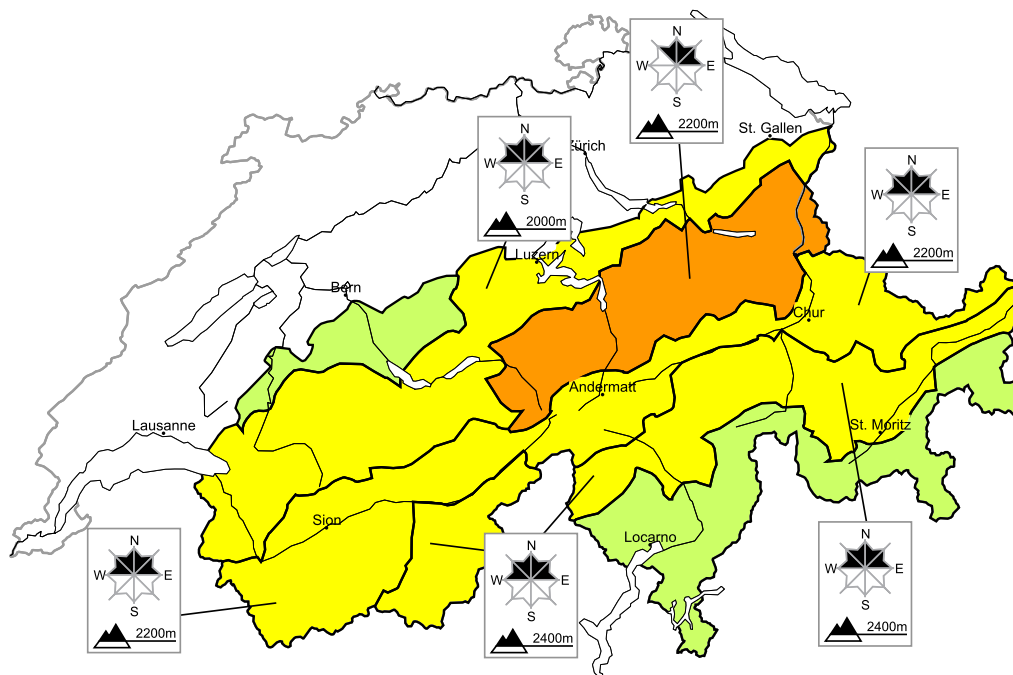 N
W E
S
2200m
St. Gallen
N
W E
S
2000m
Zürich
N
W E
S
2200m
Luzern
Bern
Chur
Andermatt
Lausanne
St. Moritz
Sion
Locarno
N
W E
S
2200m
N
W E
S
2400m
N
W E
S
2400m